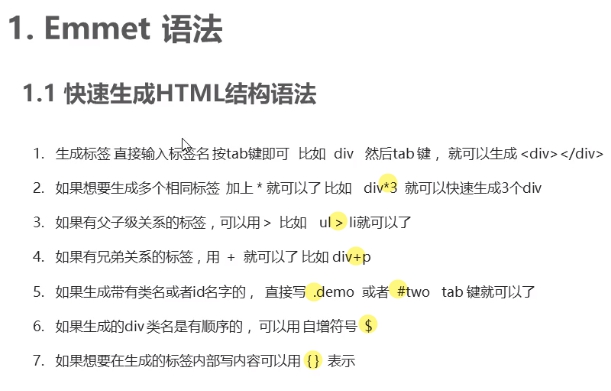 1. Emmet 语法
1.1 快速生成HTML结构语法
1. 生成标签 直接输入标签名 按tab键即可 比如 div 然后tab 键， 就可以生成 <div></div>
2. 如果想要生成多个相同标签 加上 * 就可以了 比如 div*3 就可以快速生成3个div
3. 如果有父子级关系的标签，可以用 > 比如 ul > li就可以了
4. 如果有兄弟关系的标签，用 + 就可以了 比如 div+p
5. 如果生成带有类名或者id名字的， 直接写 .demo 或者 #two tab 键就可以了
6. 如果生成的div 类名是有顺序的， 可以用 自增符号 $
7. 如果想要在生成的标签内部写内容可以用 { } 表示